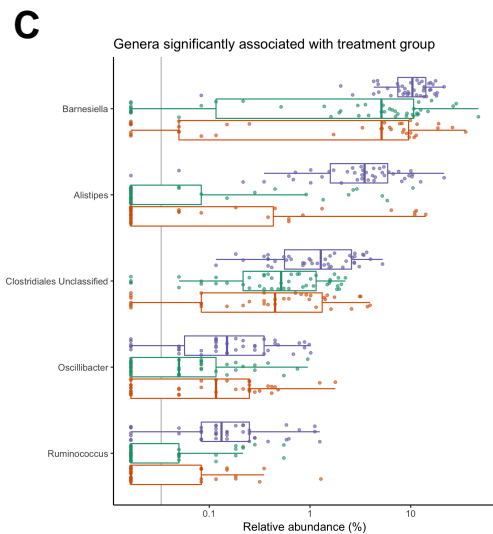 C
Genera significantly associated with treatment group
Barnesiella
Alistipes
Clostridiales Unclassified
Oscillibacter
Ruminococcus
0.1 1 10
Relative abundance (%)